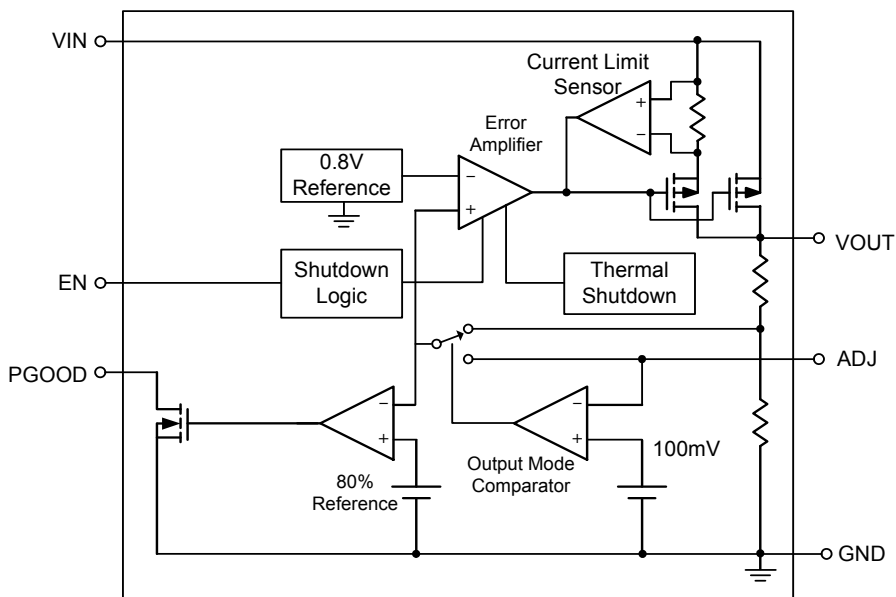 VIN
Current Limit
Sensor
+
−
Error
Amplifier
0.8V
Reference
−
+
VOUT
EN
Shutdown
Logic
Thermal
Shutdown
ADJ
PGOOD
−
+
−
+
100mV
80%
Reference
Output Mode
Comparator
GND